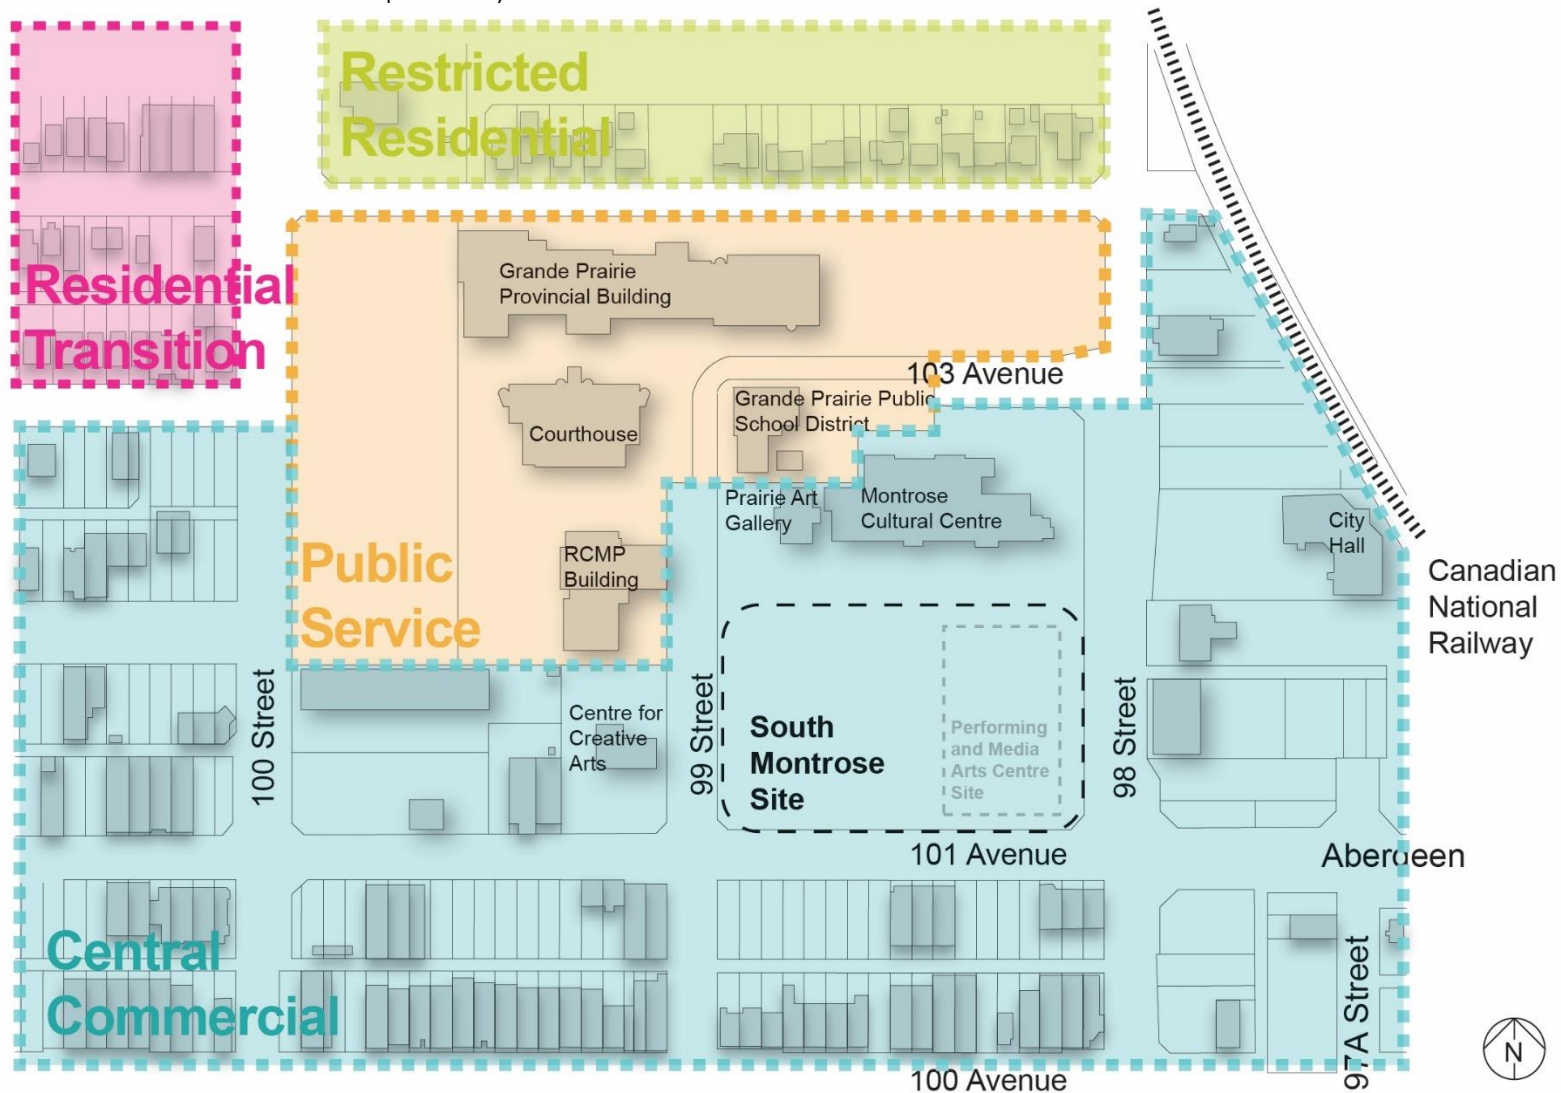 Restricted
Residential
Residential
Transition
Grande Prairie
Provincial Building
103 Avenue
Grande Prairie Public
School District
Courthouse
Prairie Art
Gallery
Montrose
Cultural Centre
City
Hall
RCMP
Building
Public
Service
Canadian
National
Railway
100 Street
Centre for
Creative
Arts
99 Street
South
Montrose
Site
Performing
and Media
Arts Centre
Site
98 Street
101 Avenue
Aberdeen
Central
Commercial
97A Street
100 Avenue
N